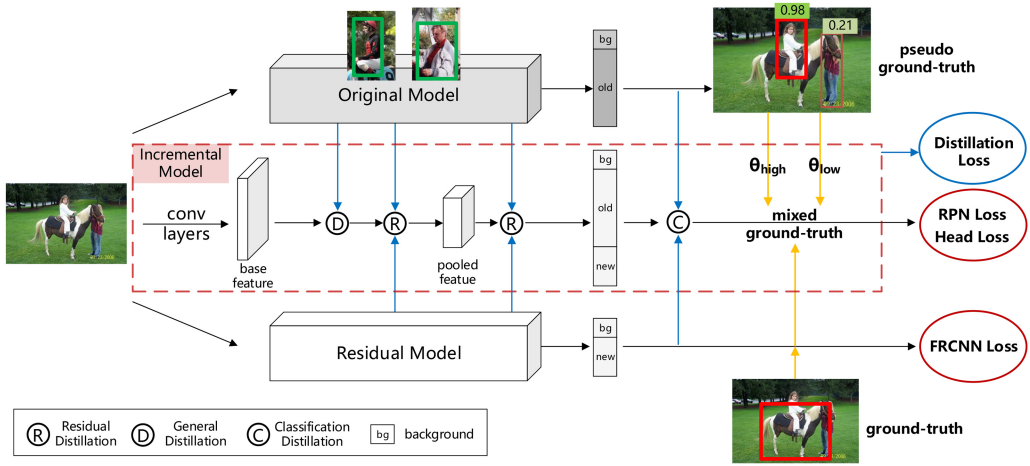 0.98
0.21
bg
old
Original Model
pseudo
ground-truth
Incremental
Model
bg
old
new
θhigh
θlow
Distillation
Loss
conv
layers
D
R
R
C
mixed
ground-truth
RPN Loss
Head Loss
base
feature
pooled
featue
Residual Model
bg
new
FRCNN Loss
R
Residual
Distillation
D
General
Distillation
C
Classification
Distillation
bg
background
ground-truth